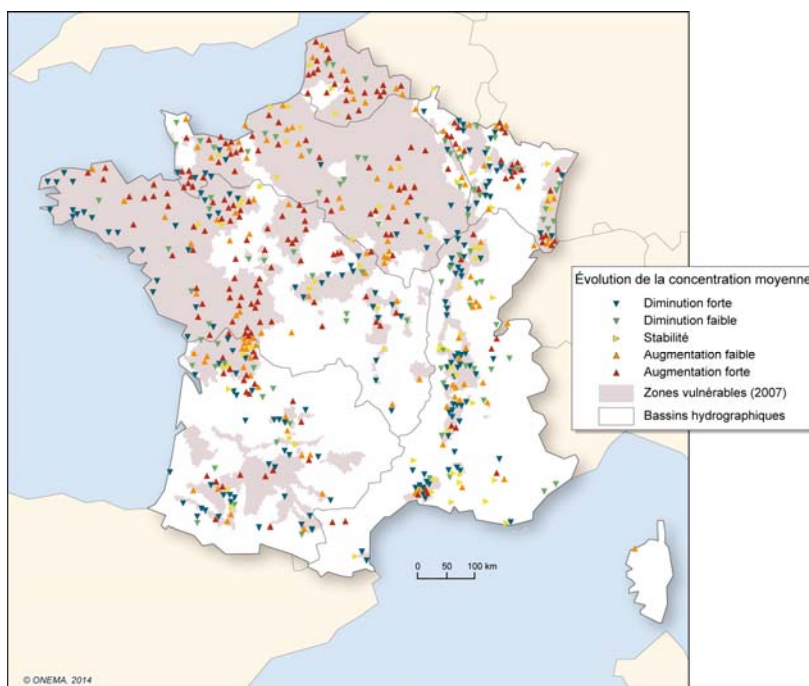 Évolution de la concentration moyenne
Diminution forte
Diminution faible
Stabilité
Augmentation faible
Augmentation forte
Zones vulnérables (2007)
Bassins hydrographiques
0 50 100 km
© ONEMA, 2014